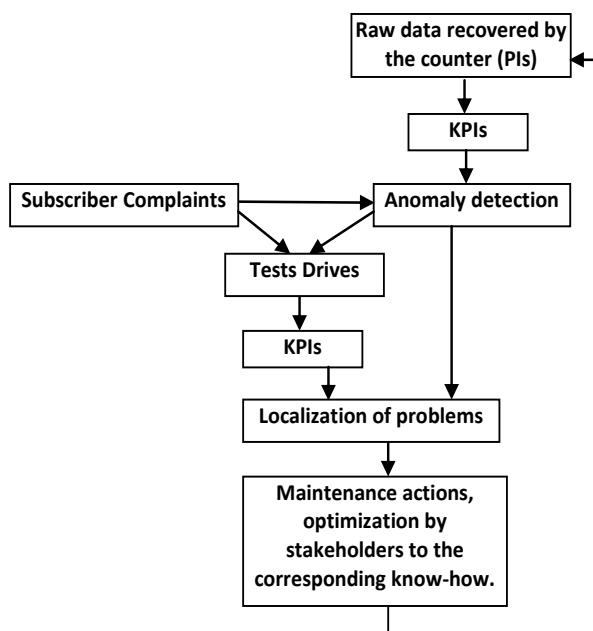 Raw data recovered by
the counter (PIs)
KPIs
Subscriber Complaints
Anomaly detection
Tests Drives
KPIs
Localization of problems
Maintenance actions,
optimization by
stakeholders to the
corresponding know-how.